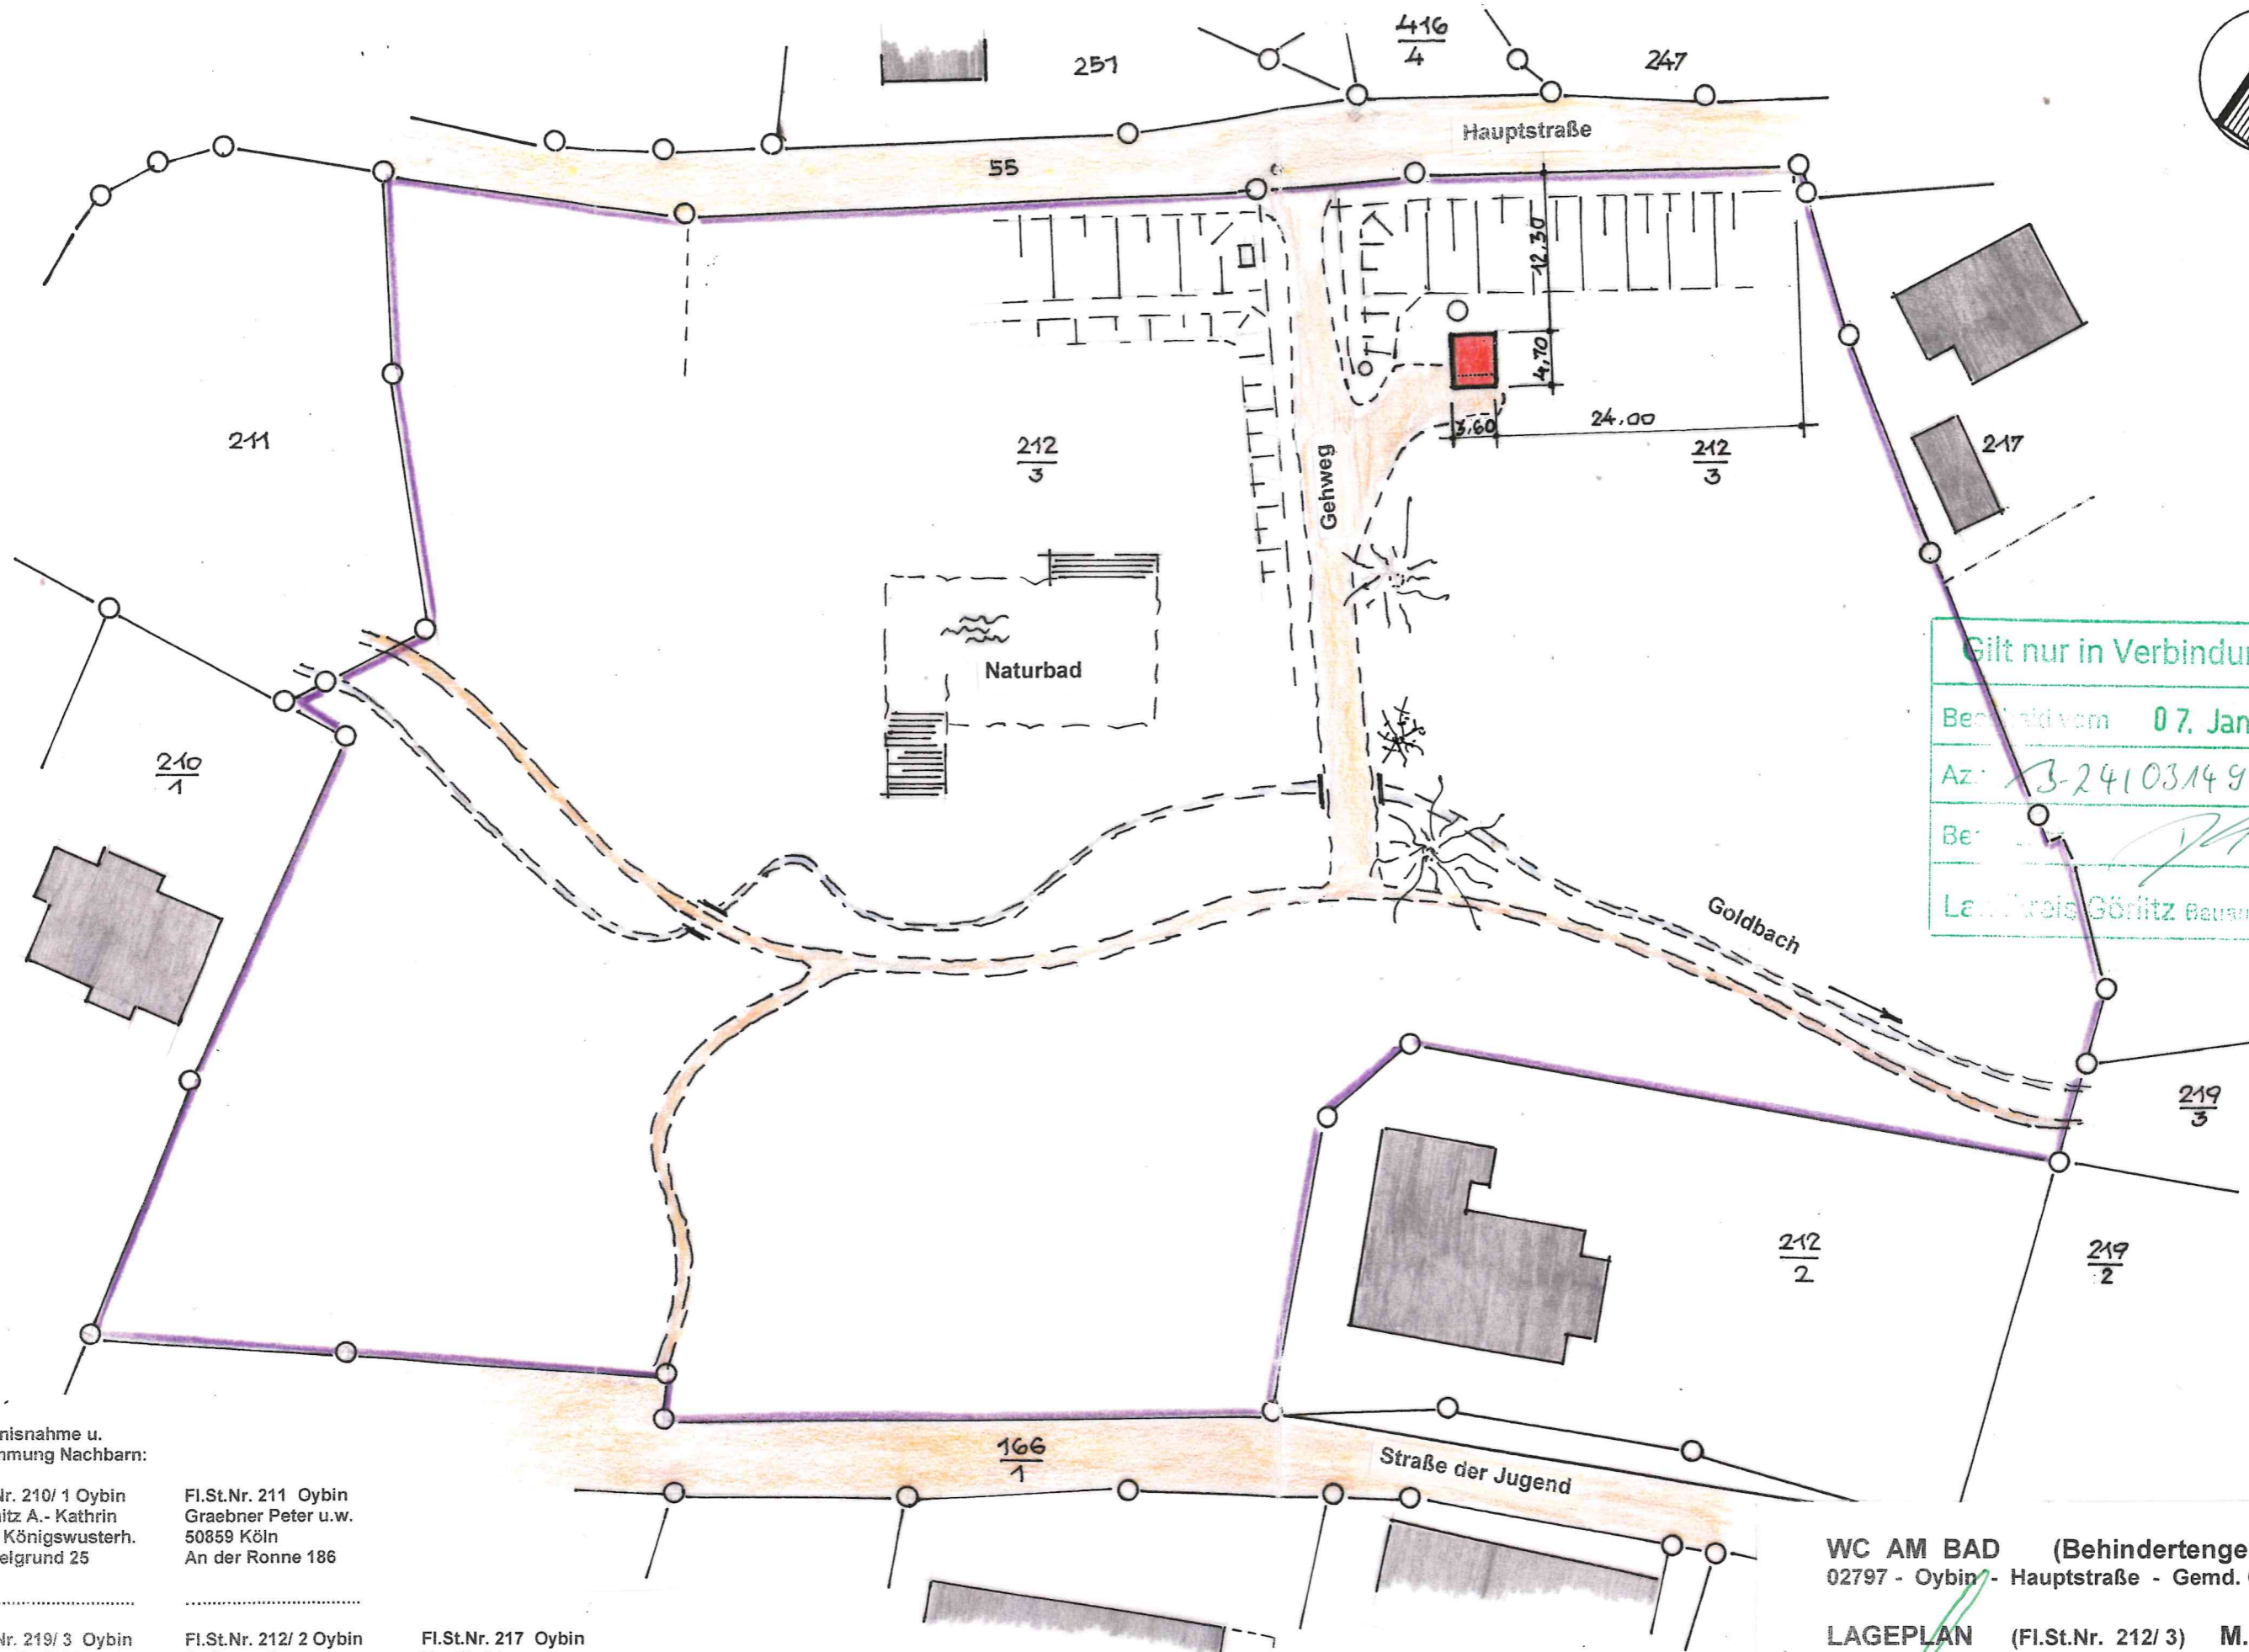 416
4
251
247
Hauptstraße
55
12.30
4,70
3,60
24.00
211
212
3
212
3
217
Gehweg
Naturbad
Gilt nur in Verbindu
vom 07. Jan
Az.:
210
1
Goldbach
Görlitz
219
3
212
2
219
2
166
1
Straße der Jugend
nisnahme u.
mung Nachbarn:
Nr. 210/ 1 Oybin
itz A.- Kathrin
Königswusterh.
elgrund 25
Fl.St.Nr. 211 Oybin
Graebner Peter u.w.
50859 Köln
An der Ronne 186
Nr. 219/ 3 Oybin
Fl.St.Nr. 212/ 2 Oybin
Fl.St.Nr. 217 Oybin
WC AM BAD (Behindertenge
02797 - Oybin - Hauptstraße - Gemd.
LAGEPLAN (Fl.St.Nr. 212/ 3) M.